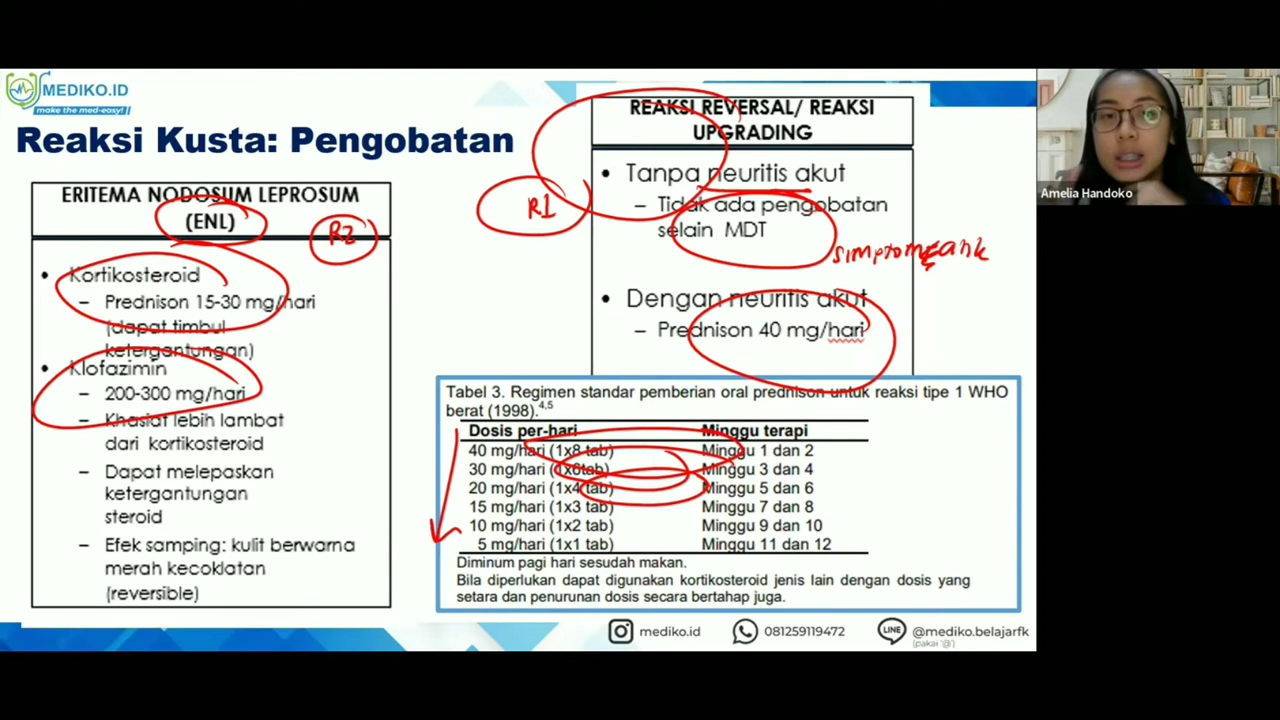 MEDIKO.ID
make the med-easy!
Reaksi Kusta: Pengobatan
ERITEMA NODOSUM LEPROSUM
(ENL)
R2
• Kortikosteroid
– Prednison 15-30 mg/hari
(dapat timbul
ketergantungan)
• Klofazimin
– 200-300 mg/hari
– Khasiat lebih lambat
dari kortikosteroid
– Dapat melepaskan
ketergantungan
steroid
– Efek samping: kulit berwarna
merah kecoklatan
(reversible)
REAKSI REVERSAL/ REAKSI
UPGRADING
R1
• Tanpa neuritis akut
– Tidak ada pengobatan
selain MDT
• Dengan neuritis akut
– Prednison 40 mg/hari
Tabel 3. Regimen standar pemberian oral prednison untuk reaksi tipe 1 WHO
berat (1998).4,5
Dosis per-hari Minggu terapi
40 mg/hari (1x8 tab) Minggu 1 dan 2
30 mg/hari (1x6tab) Minggu 3 dan 4
20 mg/hari (1x4 tab) Minggu 5 dan 6
15 mg/hari (1x3 tab) Minggu 7 dan 8
10 mg/hari (1x2 tab) Minggu 9 dan 10
5 mg/hari (1x1 tab) Minggu 11 dan 12
Diminum pagi hari sesudah makan.
Bila diperlukan dapat digunakan kortikosteroid jenis lain dengan dosis yang
setara dan penurunan dosis secara bertahap juga.
mediko.id 081259119472 @mediko.belajarfk
(pakai '@')
Amelia Handoko